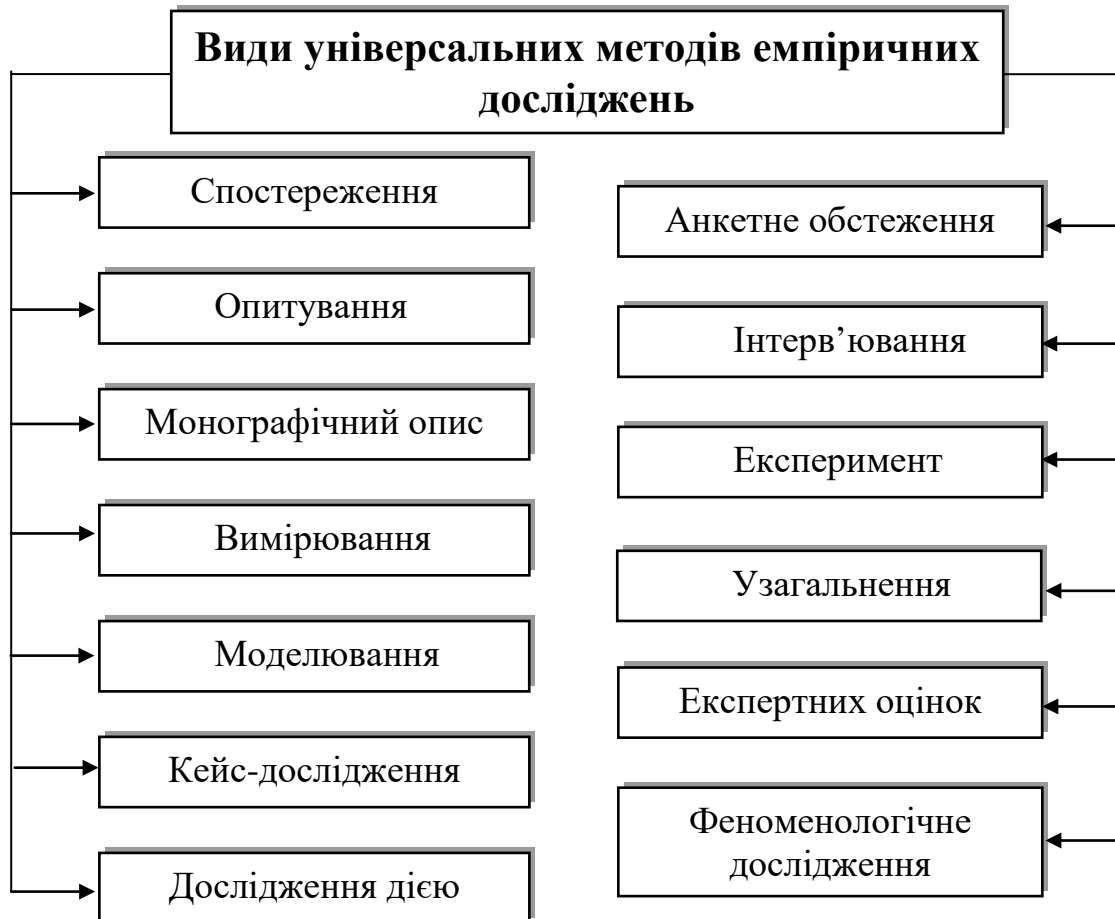 Види універсальних методів емпіричних
досліджень
Спостереження
Опитування
Монографічний опис
Вимірювання
Моделювання
Кейс-дослідження
Дослідження дією
Анкетне обстеження
Інтерв’ювання
Експеримент
Узагальнення
Експертних оцінок
Феноменологічне
дослідження